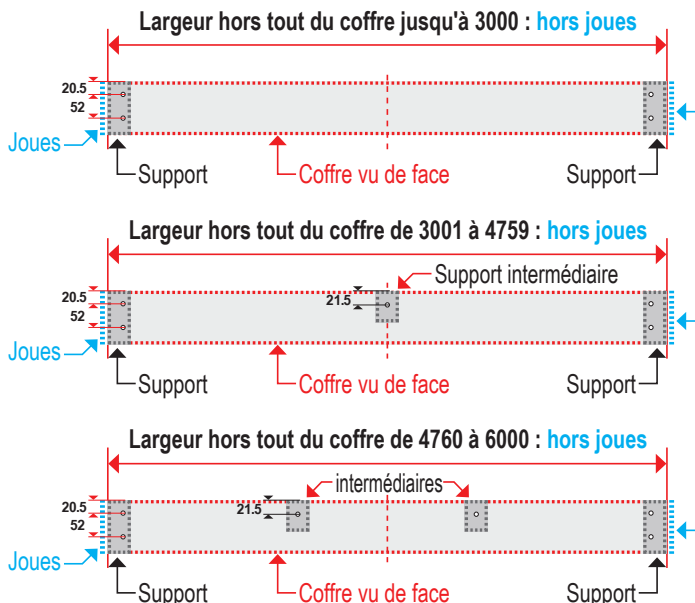 Largeur hors tout du coffre jusqu'à 3000 : hors joues
20.5
52
Joues
Support
Coffre vu de face
Support
Largeur hors tout du coffre de 3001 à 4759 : hors joues
Support intermédiaire
20.5
21.5
52
Joues
Support
Coffre vu de face
Support
Largeur hors tout du coffre de 4760 à 6000 : hors joues
intermédiaires
20.5
21.5
52
Joues
Support
Coffre vu de face
Support